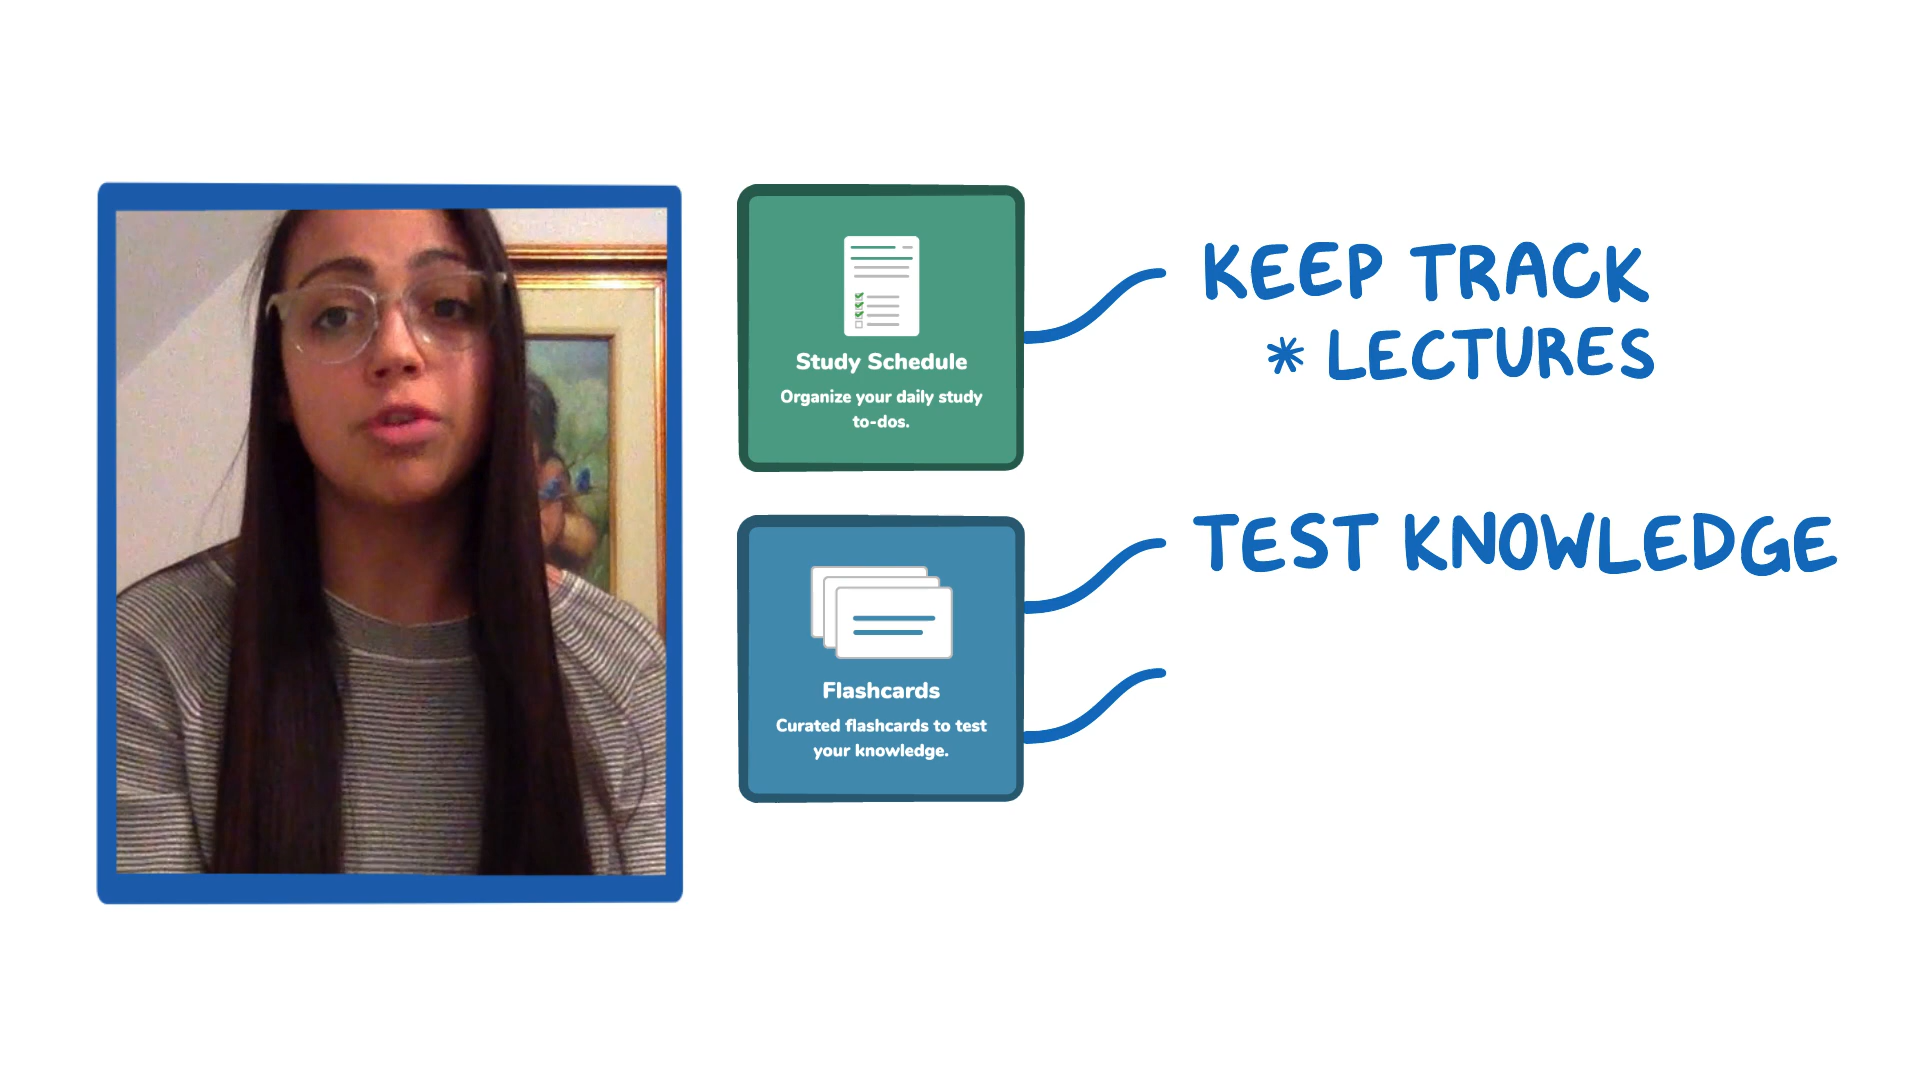 Study Schedule
Organize your daily study
to-dos.
KEEP TRACK
* LECTURES
Flashcards
Curated flashcards to test
your knowledge.
TEST KNOWLEDGE